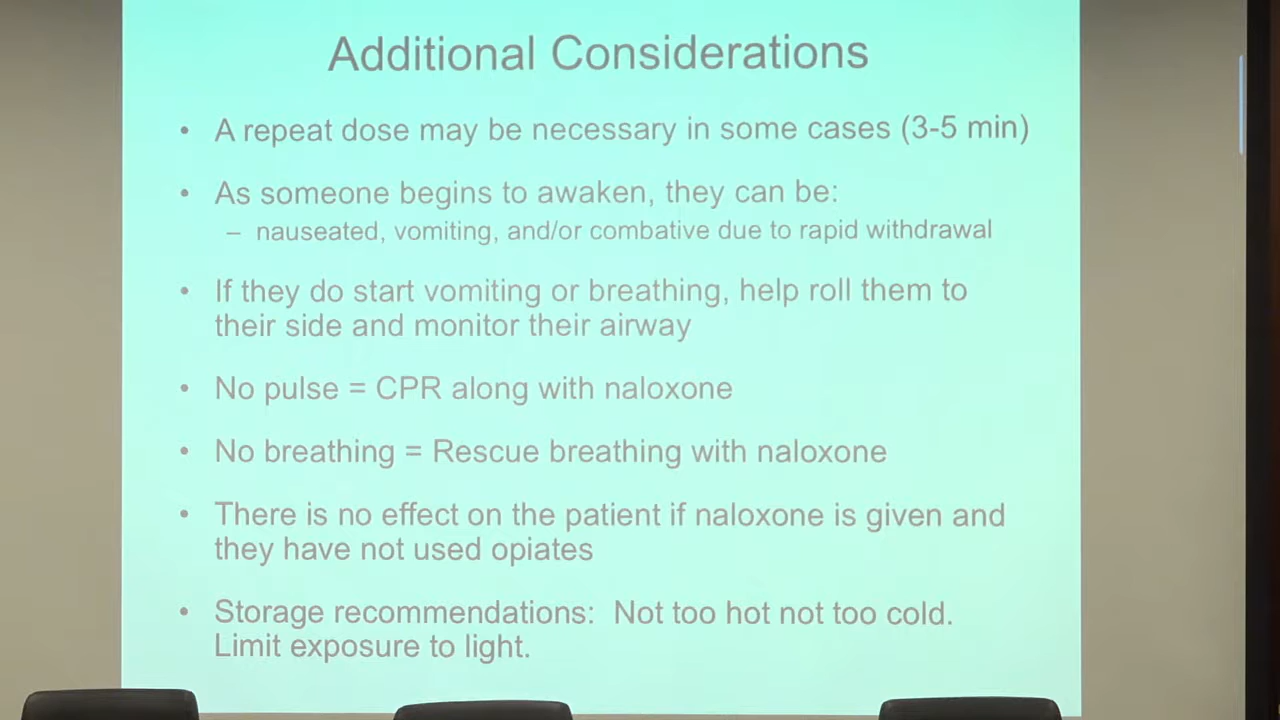 Additional Considerations
• A repeat dose may be necessary in some cases (3-5 min)
• As someone begins to awaken, they can be:
– nauseated, vomiting, and/or combative due to rapid withdrawal
• If they do start vomiting or breathing, help roll them to
their side and monitor their airway
• No pulse = CPR along with naloxone
• No breathing = Rescue breathing with naloxone
• There is no effect on the patient if naloxone is given and
they have not used opiates
• Storage recommendations:  Not too hot not too cold.
Limit exposure to light.